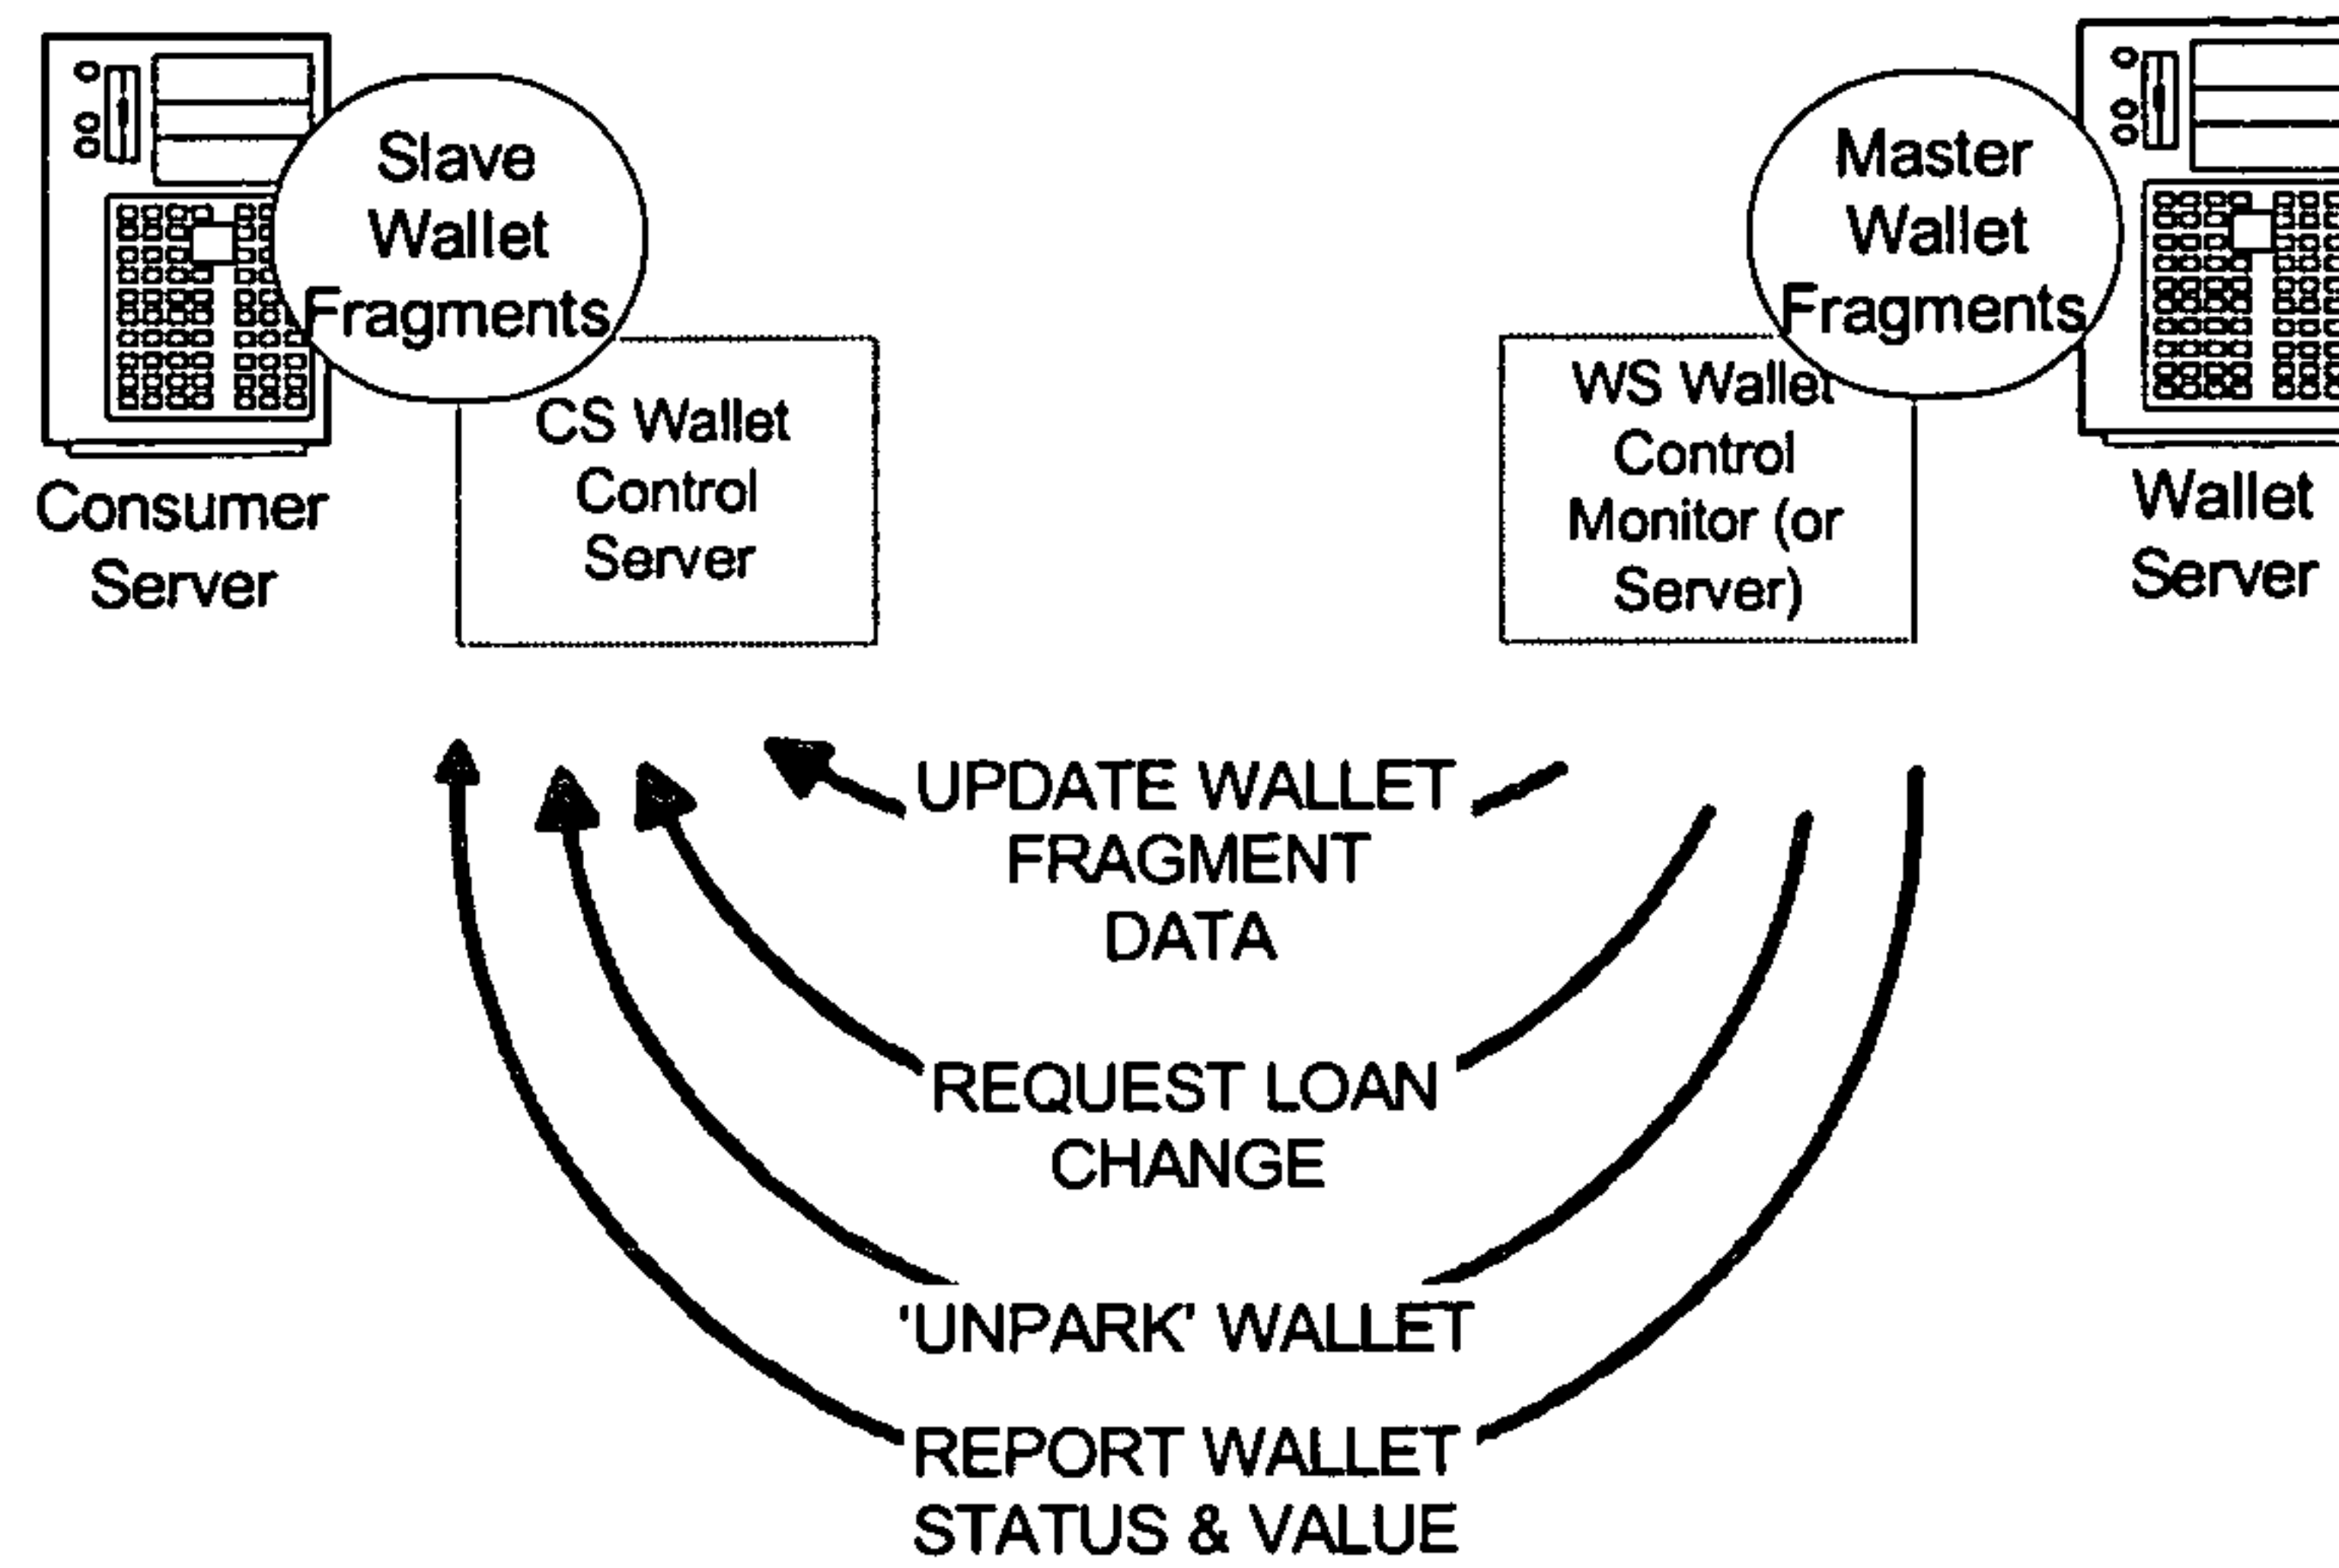 Slave
Wallet
Fragments
CS Wallet
Control
Server
Consumer
Server
Master
Wallet
Fragments
WS Wallet
Control
Monitor (or
Server)
Wallet
Server
UPDATE WALLET
FRAGMENT
DATA
REQUEST LOAN
CHANGE
'UNPARK' WALLET
REPORT WALLET
STATUS & VALUE